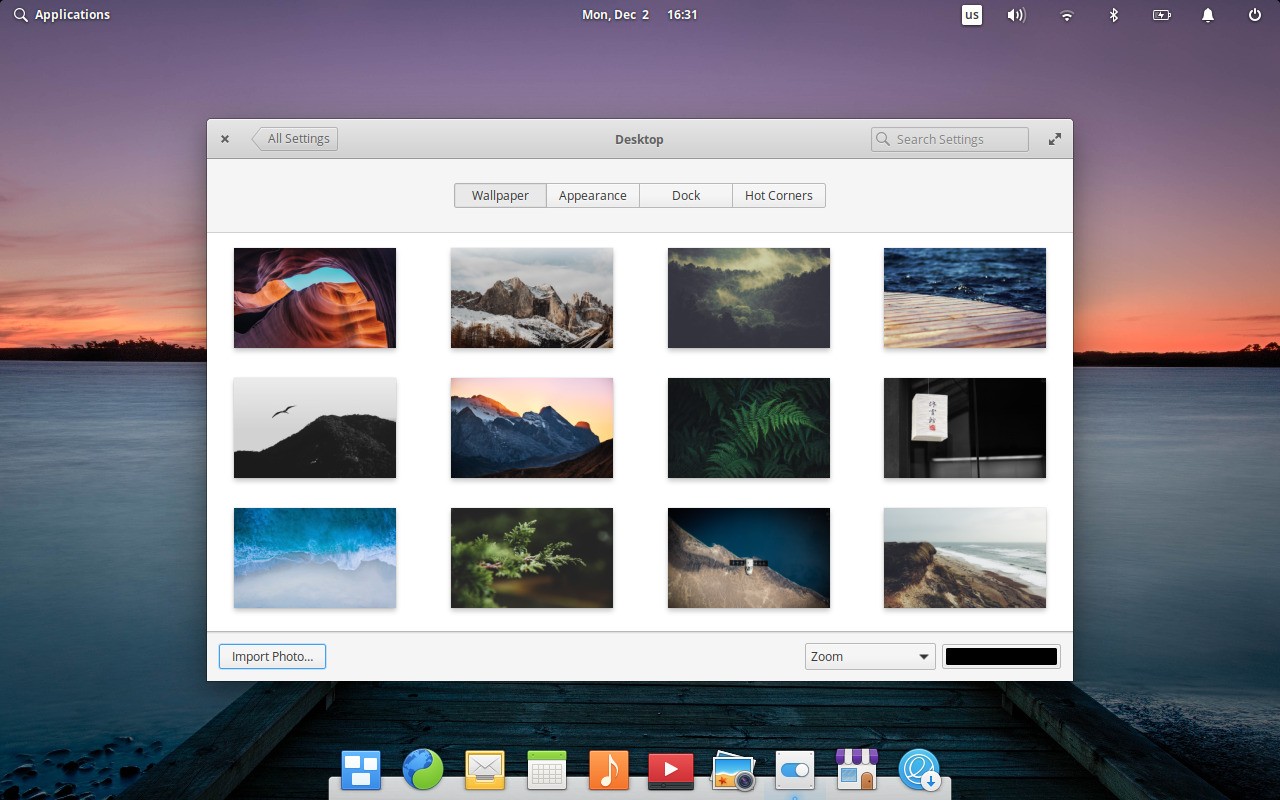 Applications
Mon, Dec 2 16:31
us
All Settings
Desktop
Search Settings
Wallpaper
Appearance
Dock
Hot Corners
Import Photo...
Zoom